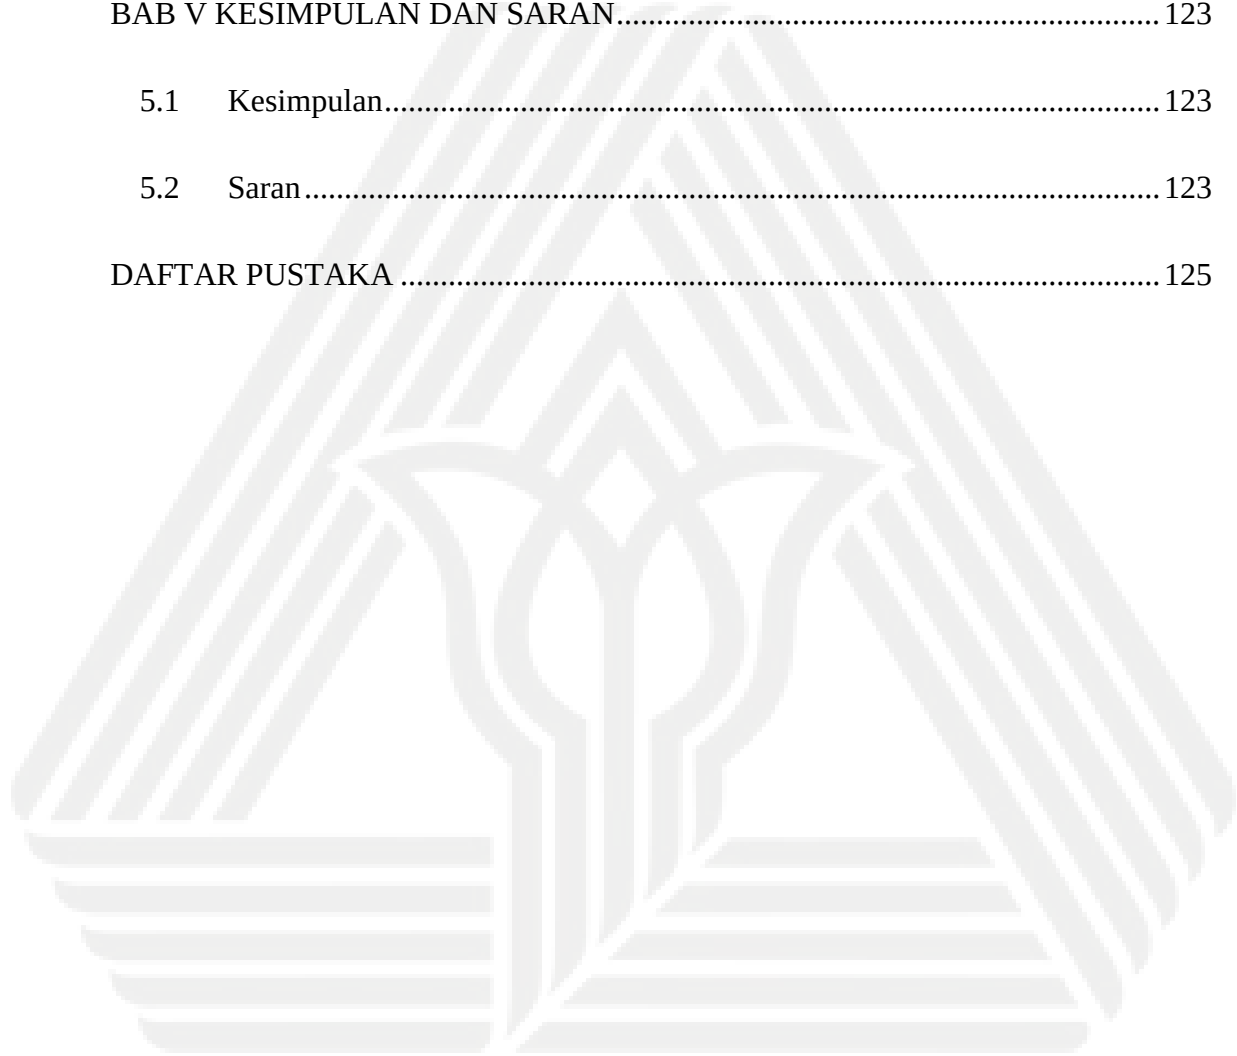 BAB V KESIMPULAN DAN SARAN.................................................................... 123
5.1 Kesimpulan................................................................................................. 123
5.2 Saran........................................................................................................... 123
DAFTAR PUSTAKA ............................................................................................... 125